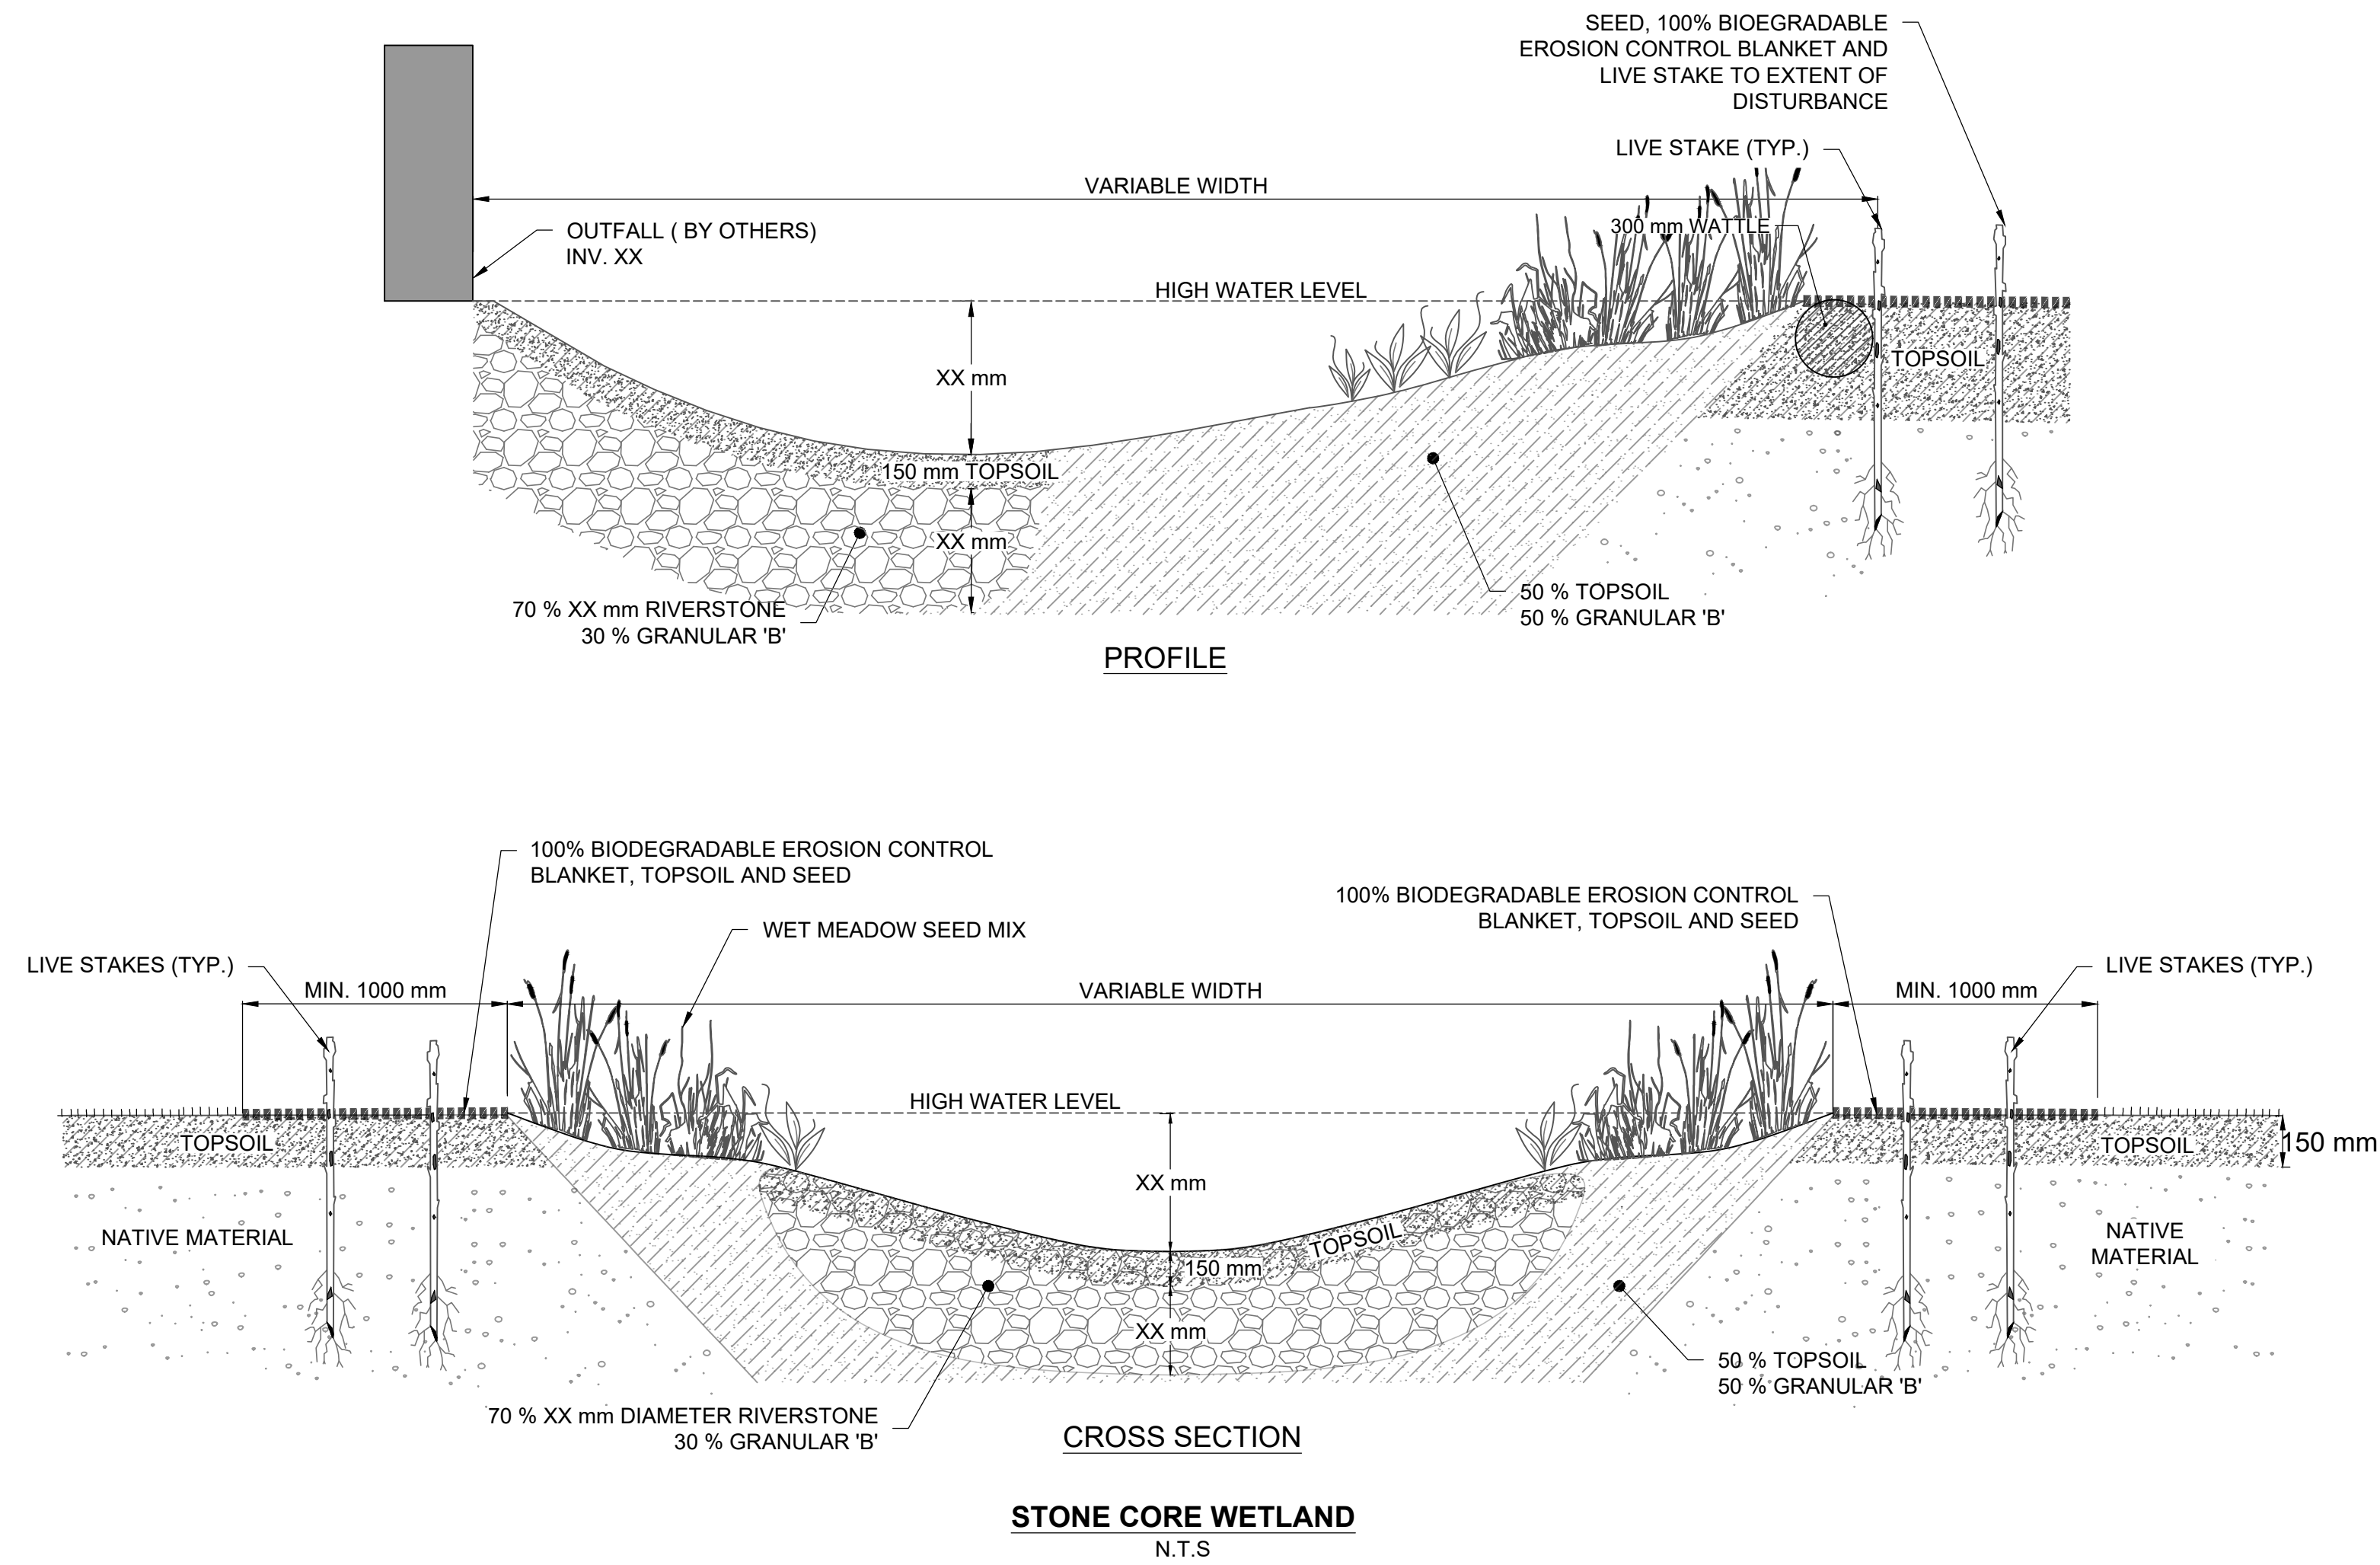 SEED, 100% BIOEGRADABLE
EROSION CONTROL BLANKET AND
LIVE STAKE TO EXTENT OF
DISTURBANCE
LIVE STAKE (TYP.)
VARIABLE WIDTH
300 mm WATTLE
OUTFALL ( BY OTHERS)
INV. XX
HIGH WATER LEVEL
XX mm
TOPSOIL
150 mm TOPSOIL
XX mm
70 % XX mm RIVERSTONE
30 % GRANULAR 'B'
50 % TOPSOIL
50 % GRANULAR 'B'
PROFILE
100% BIODEGRADABLE EROSION CONTROL
BLANKET, TOPSOIL AND SEED
100% BIODEGRADABLE EROSION CONTROL
BLANKET, TOPSOIL AND SEED
WET MEADOW SEED MIX
LIVE STAKES (TYP.)
LIVE STAKES (TYP.)
MIN. 1000 mm
VARIABLE WIDTH
MIN. 1000 mm
HIGH WATER LEVEL
TOPSOIL
TOPSOIL
150 mm
XX mm
NATIVE MATERIAL
TOPSOIL
NATIVE
MATERIAL
150 mm
XX mm
50 % TOPSOIL
50 % GRANULAR 'B'
70 % XX mm DIAMETER RIVERSTONE
30 % GRANULAR 'B'
CROSS SECTION
STONE CORE WETLAND
N.T.S